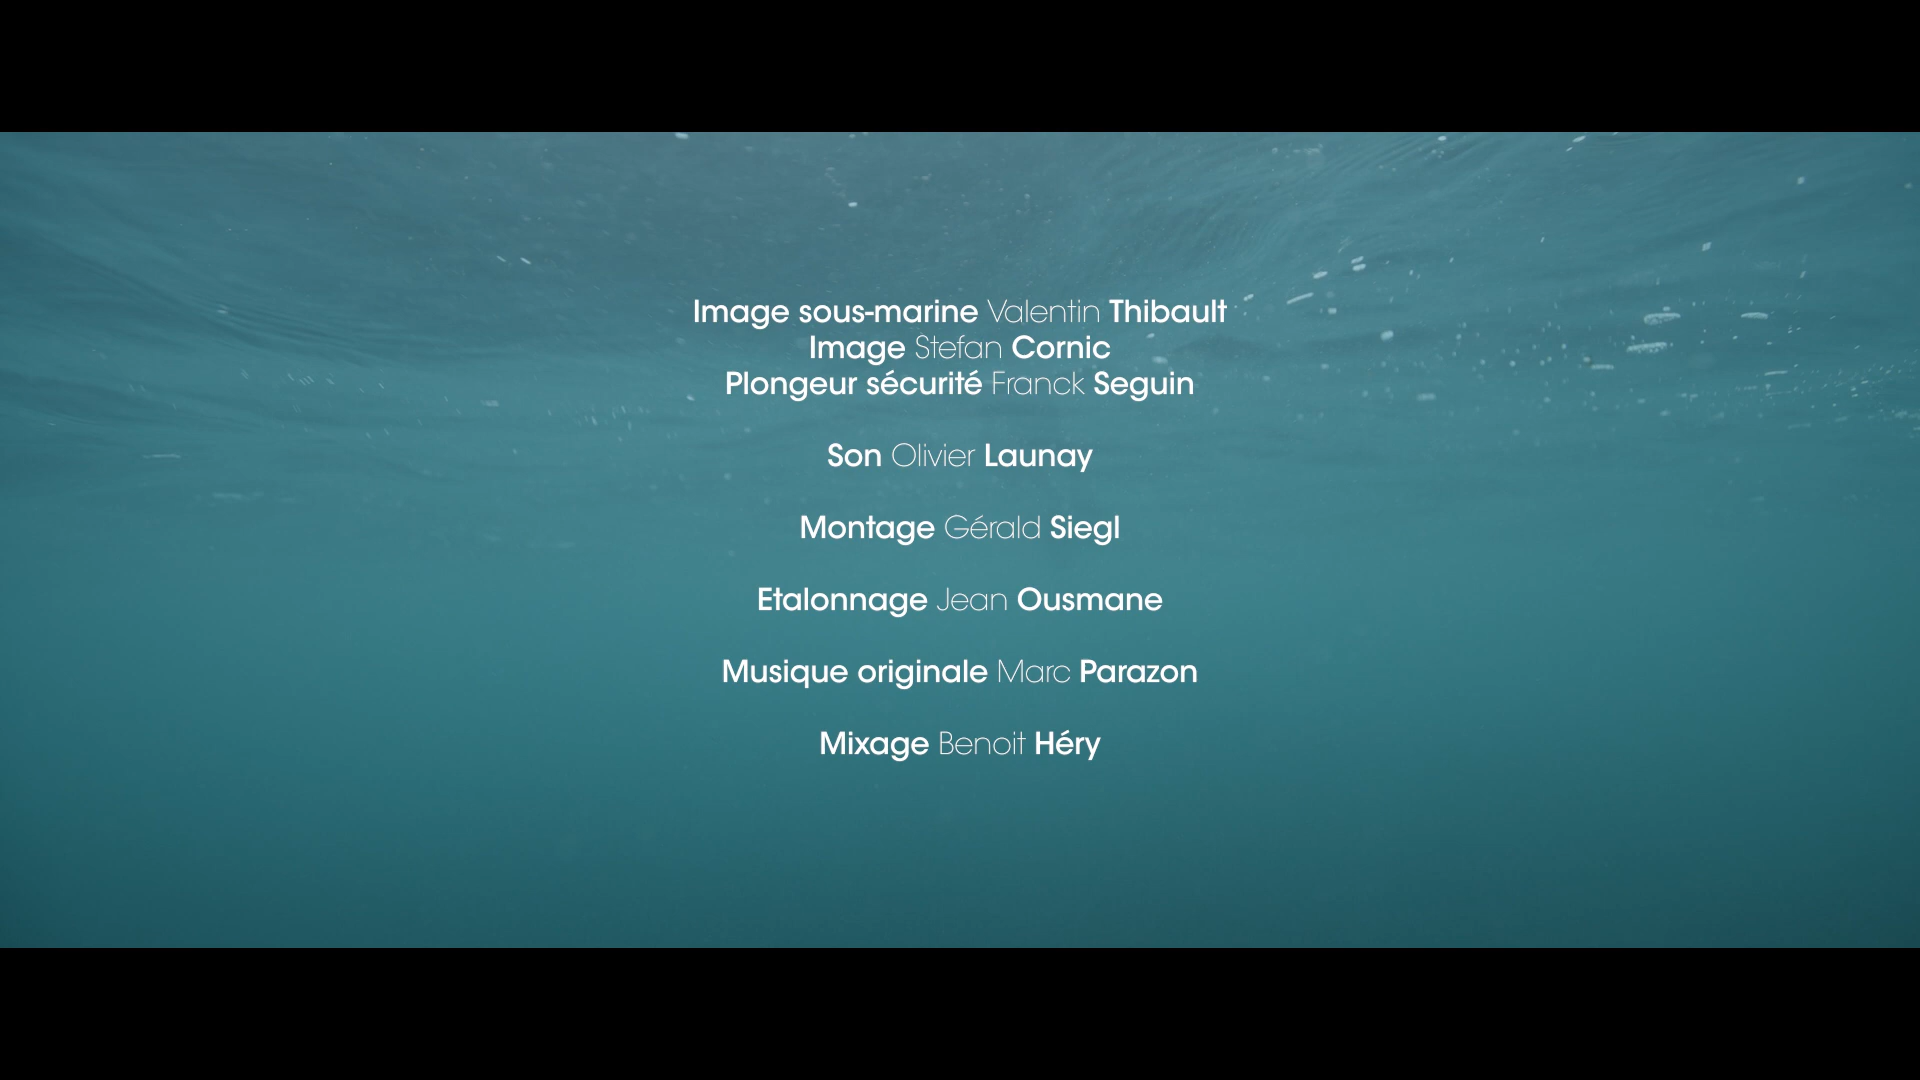 Image sous-marine Valentin Thibault
Image Stefan Cornic
Plongeur sécurité Franck Seguin
Son Olivier Launay
Montage Gérald Siegl
Etalonnage Jean Ousmane
Musique originale Marc Parazon
Mixage Benoit Héry